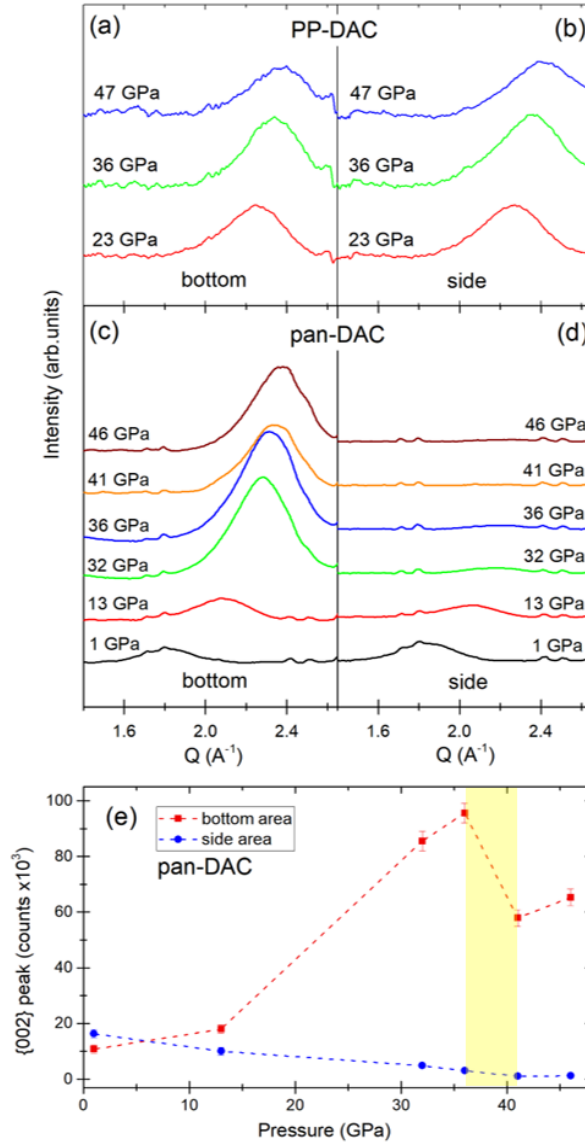 (a) PP-DAC (b)
47 GPa 47 GPa
36 GPa 36 GPa
23 GPa 23 GPa
bottom side
(c) pan-DAC (d)
46 GPa 46 GPa
41 GPa 41 GPa
36 GPa 36 GPa
32 GPa 32 GPa
13 GPa 13 GPa
1 GPa 1 GPa
bottom side
Intensity (arb.units)
1.6 2.0 2.4 1.6 2.0 2.4
Q (A⁻¹) Q (A⁻¹)
(e)
bottom area
side area
pan-DAC
100
80
60
40
20
0
{002} peak (counts x10³)
0 10 20 30 40
Pressure (GPa)